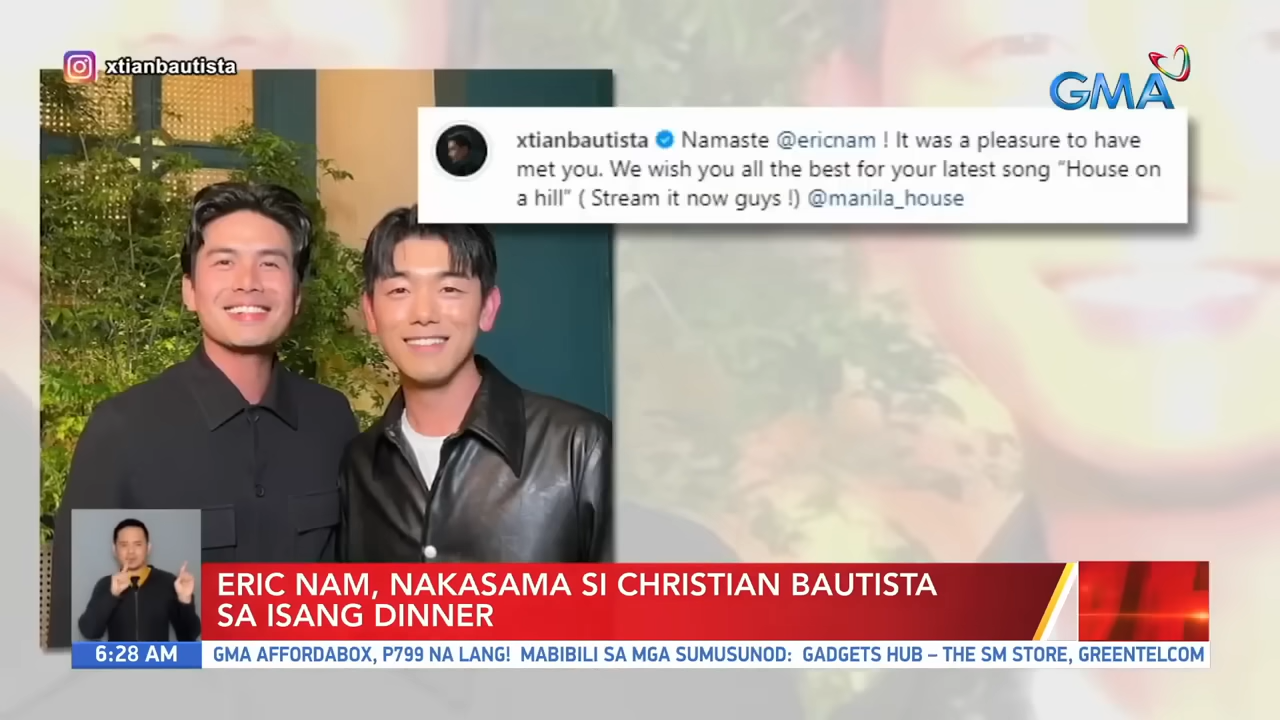 xtianbautista
GMA
xtianbautista Namaste @ericnam ! It was a pleasure to have
met you. We wish you all the best for your latest song “House on
a hill” ( Stream it now guys !) @manila_house
ERIC NAM, NAKASAMA SI CHRISTIAN BAUTISTA
SA ISANG DINNER
6:28 AM GMA AFFORDABOX, P799 NA LANG! MABIBILI SA MGA SUMUSUNOD: GADGETS HUB – THE SM STORE, GREENTELCOM